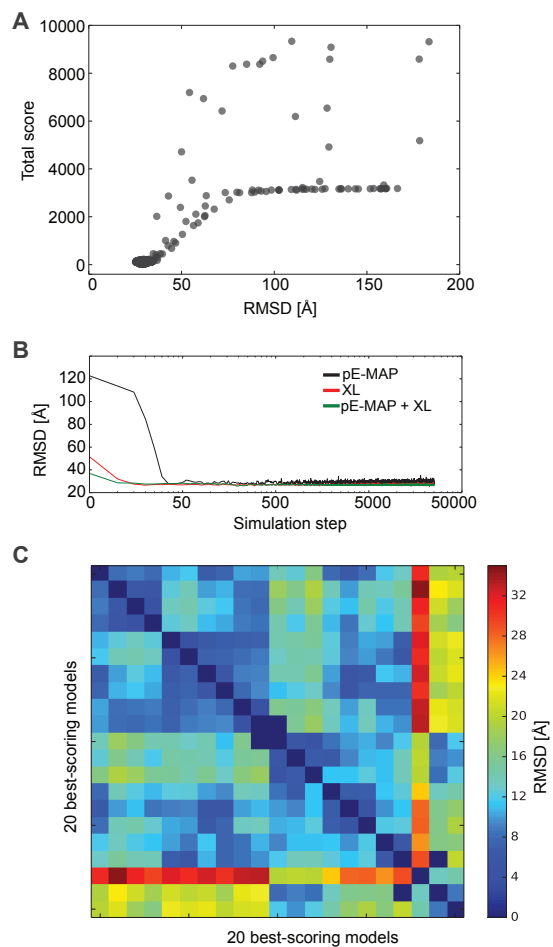 A
10000
8000
6000
4000
2000
0
Total score
0 50 100 150 200
RMSD [Å]
B
120
100
80
60
40
20
RMSD [Å]
pE-MAP
XL
pE-MAP + XL
0 50 500 5000 50000
Simulation step
C
20 best-scoring models
20 best-scoring models
32
28
24
20
16
12
8
4
0
RMSD [Å]